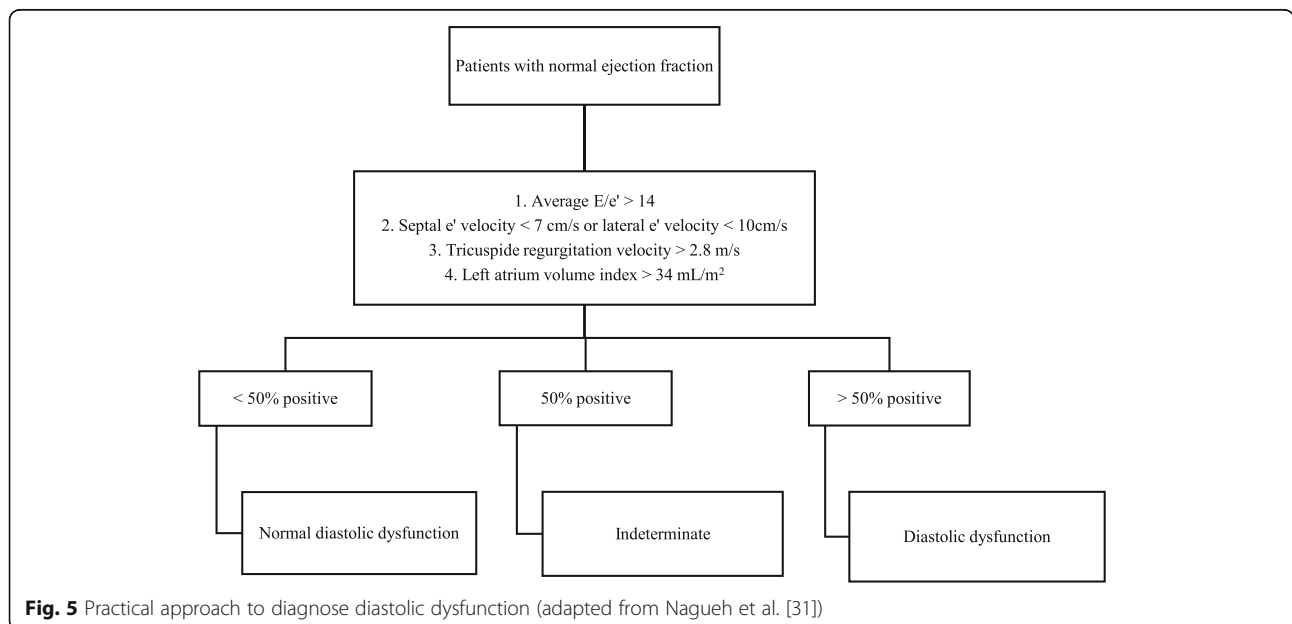 Patients with normal ejection fraction
1. Average E/e' > 14
2. Septal e' velocity < 7 cm/s or lateral e' velocity < 10cm/s
3. Tricuspide regurgitation velocity > 2.8 m/s
4. Left atrium volume index > 34 mL/m²
< 50% positive
50% positive
> 50% positive
Normal diastolic dysfunction
Indeterminate
Diastolic dysfunction
Fig. 5 Practical approach to diagnose diastolic dysfunction (adapted from Nagueh et al. [31])